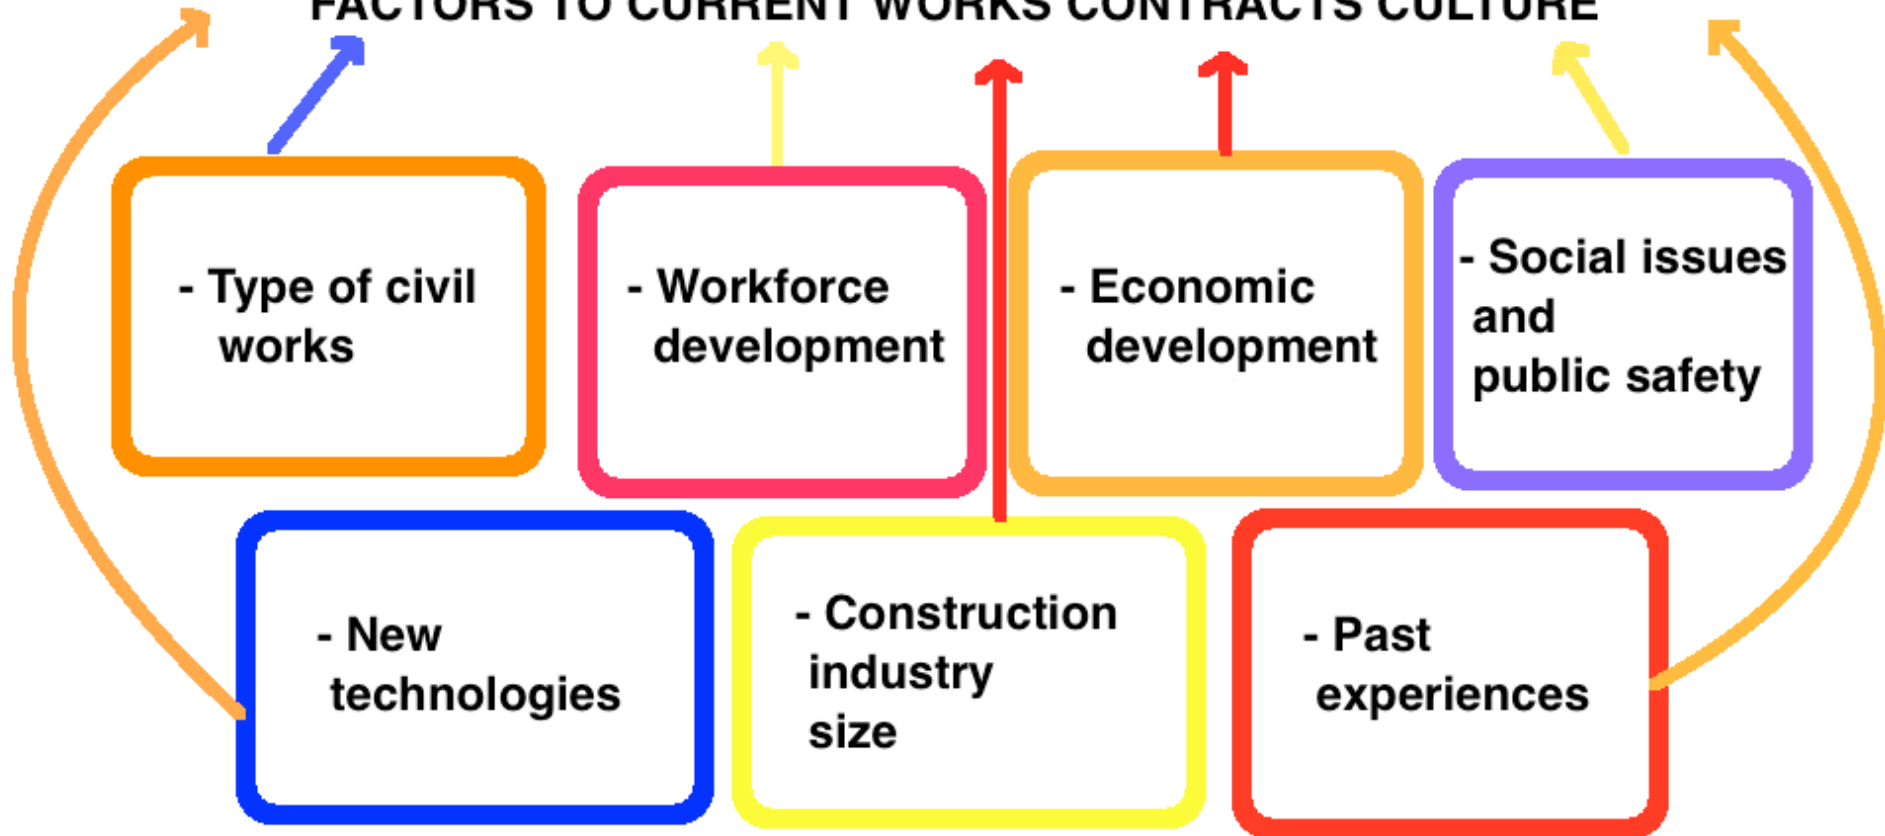 FACTORS TO CURRENT WORKS CONTRACTS CULTURE
- Type of civil
works
- Workforce
development
- Economic
development
- Social issues
and
public safety
- New
technologies
- Construction
industry
size
- Past
experiences